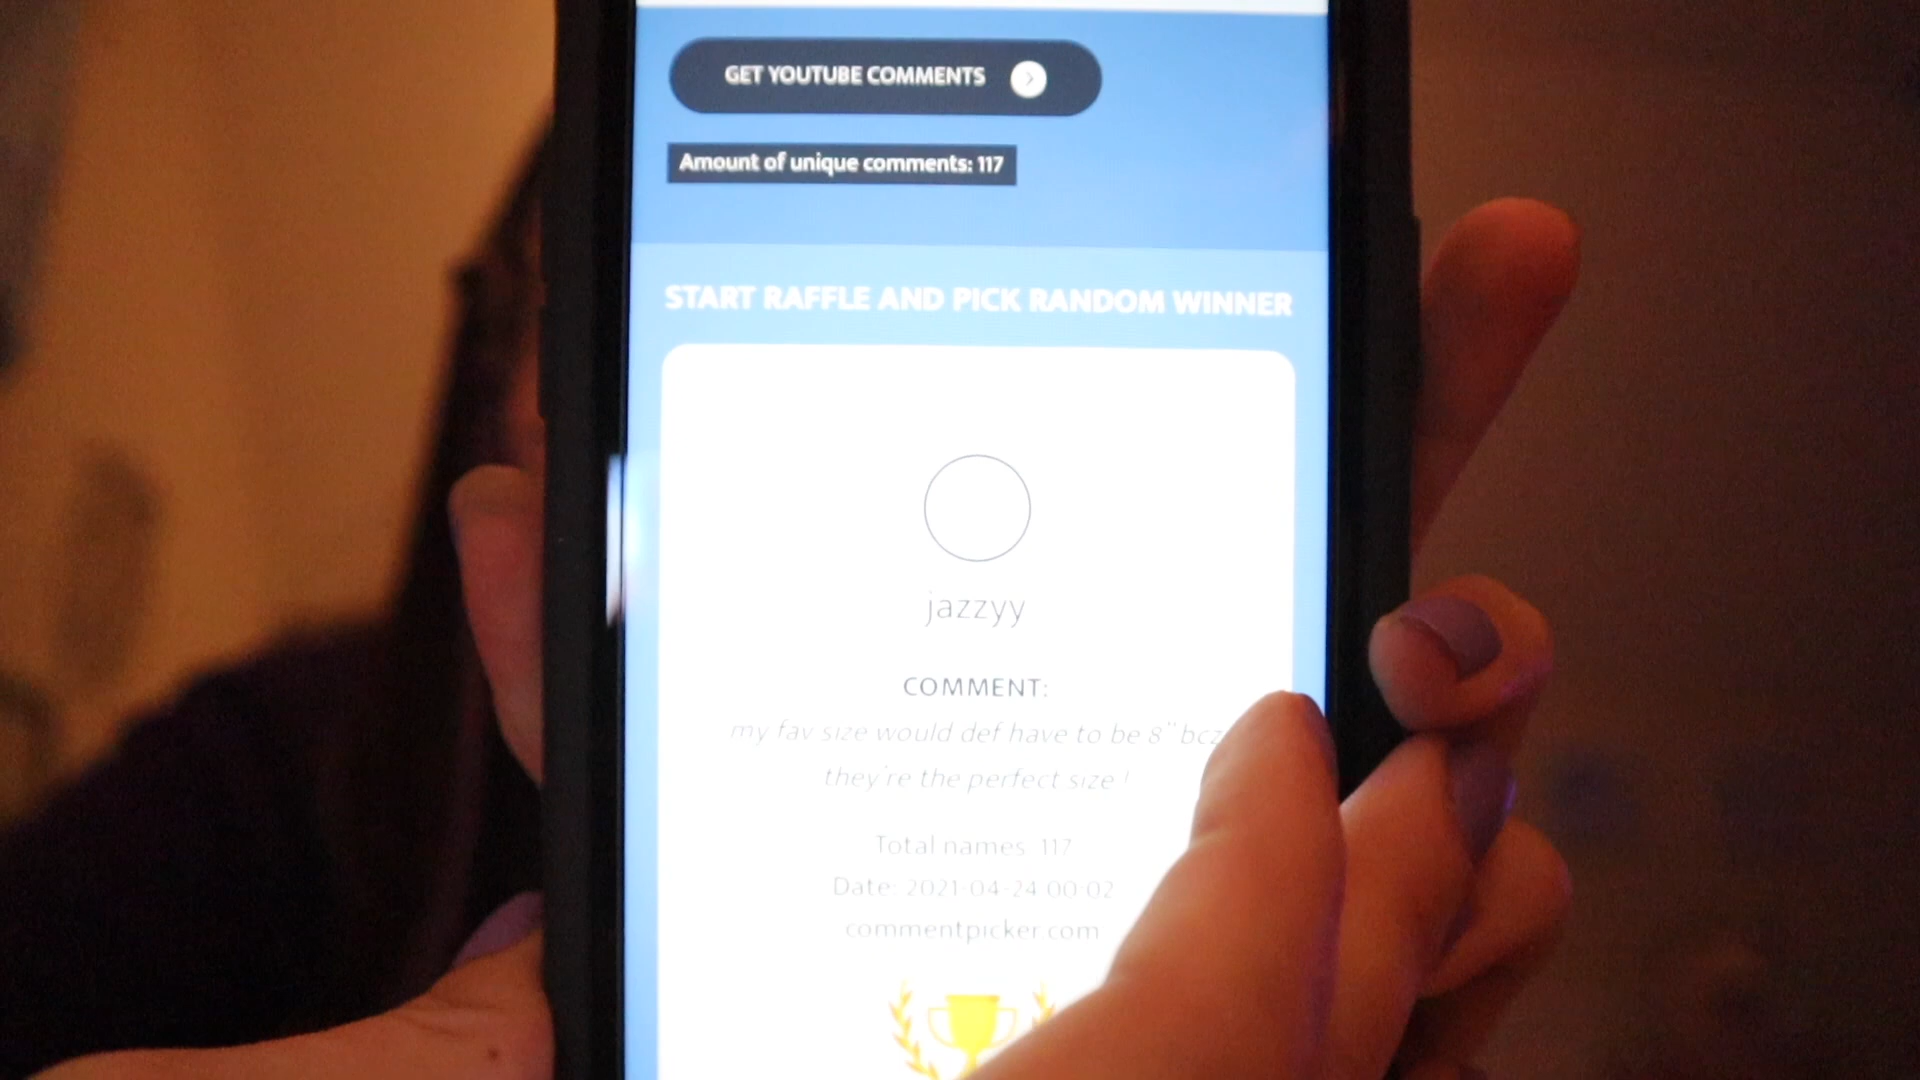 GET YOUTUBE COMMENTS
Amount of unique comments: 117
START RAFFLE AND PICK RANDOM WINNER
jazzyy
COMMENT:
my fav size would def have to be 8" bcz
they're the perfect size !
Total names: 117
Date: 2021-04-24 00:02
commentpicker.com